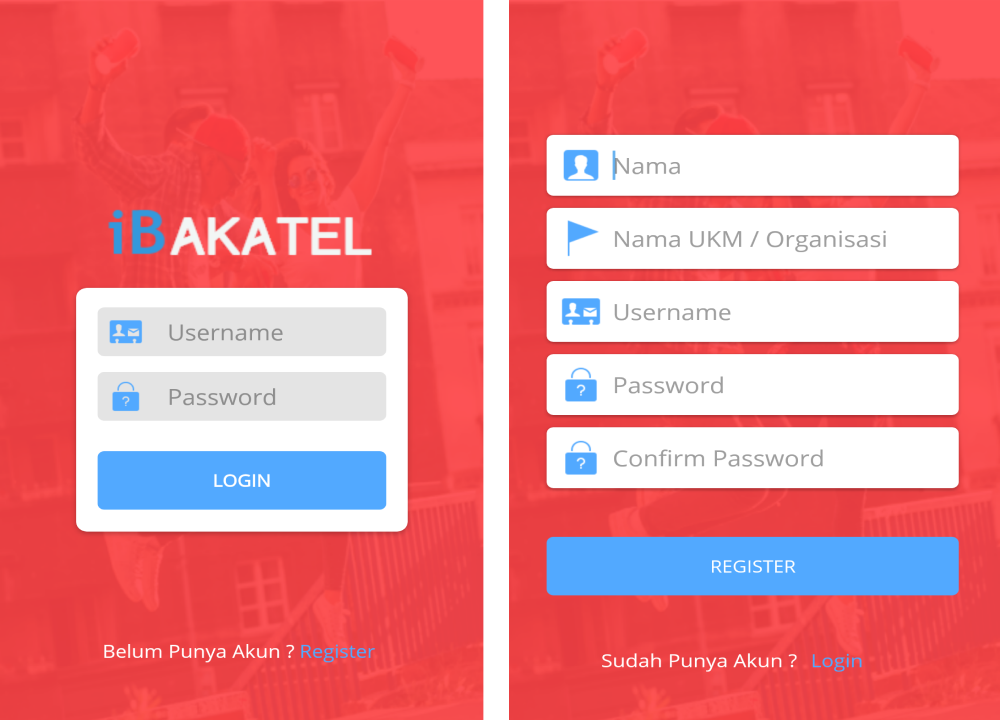 iBAKATEL
Username
Password
LOGIN
Belum Punya Akun ? Register
Nama
Nama UKM / Organisasi
Username
Password
Confirm Password
REGISTER
Sudah Punya Akun ? Login